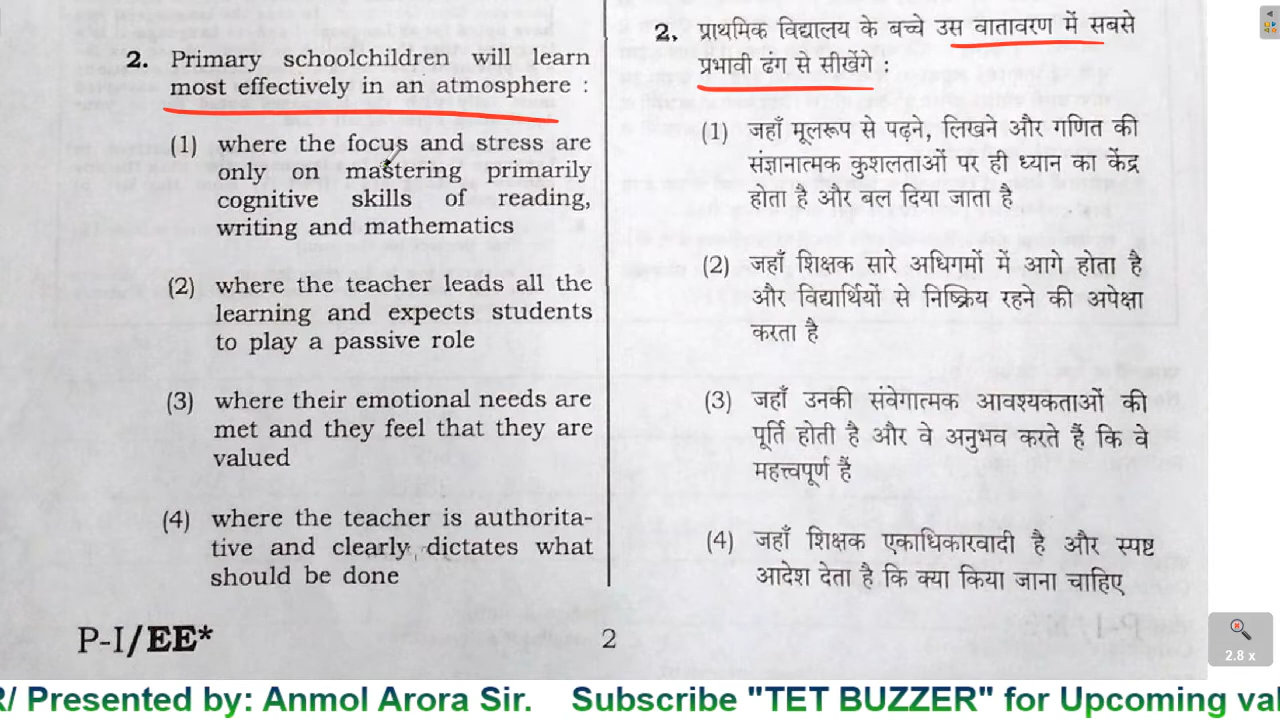 2. Primary schoolchildren will learn
most effectively in an atmosphere :
(1) where the focus and stress are
only on mastering primarily
cognitive skills of reading,
writing and mathematics
(2) where the teacher leads all the
learning and expects students
to play a passive role
(3) where their emotional needs are
met and they feel that they are
valued
(4) where the teacher is authorita-
tive and clearly dictates what
should be done
2. प्राथमिक विद्यालय के बच्चे उस वातावरण में सबसे
प्रभावी ढंग से सीखेंगे :
(1) जहाँ मूलरूप से पढ़ने, लिखने और गणित की
संज्ञानात्मक कुशलताओं पर ही ध्यान का केंद्र
होता है और बल दिया जाता है
(2) जहाँ शिक्षक सारे अधिगमों में आगे होता है
और विद्यार्थियों से निष्क्रिय रहने की अपेक्षा
करता है
(3) जहाँ उनकी संवेगात्मक आवश्यकताओं की
पूर्ति होती है और वे अनुभव करते हैं कि वे
महत्त्वपूर्ण हैं
(4) जहाँ शिक्षक एकाधिकारवादी है और स्पष्ट
आदेश देता है कि क्या किया जाना चाहिए
P-I/EE*
2
2.8 x
R/ Presented by: Anmol Arora Sir. Subscribe "TET BUZZER" for Upcoming val